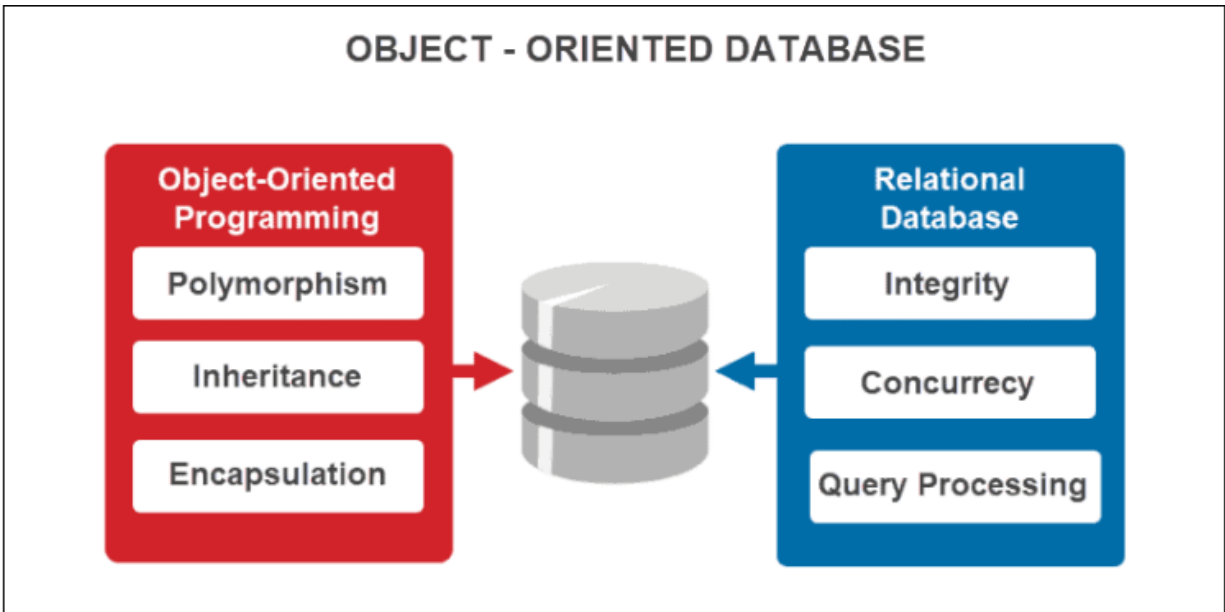 OBJECT - ORIENTED DATABASE
Object-Oriented
Programming
Polymorphism
Inheritance
Encapsulation
Relational
Database
Integrity
Concurrecy
Query Processing